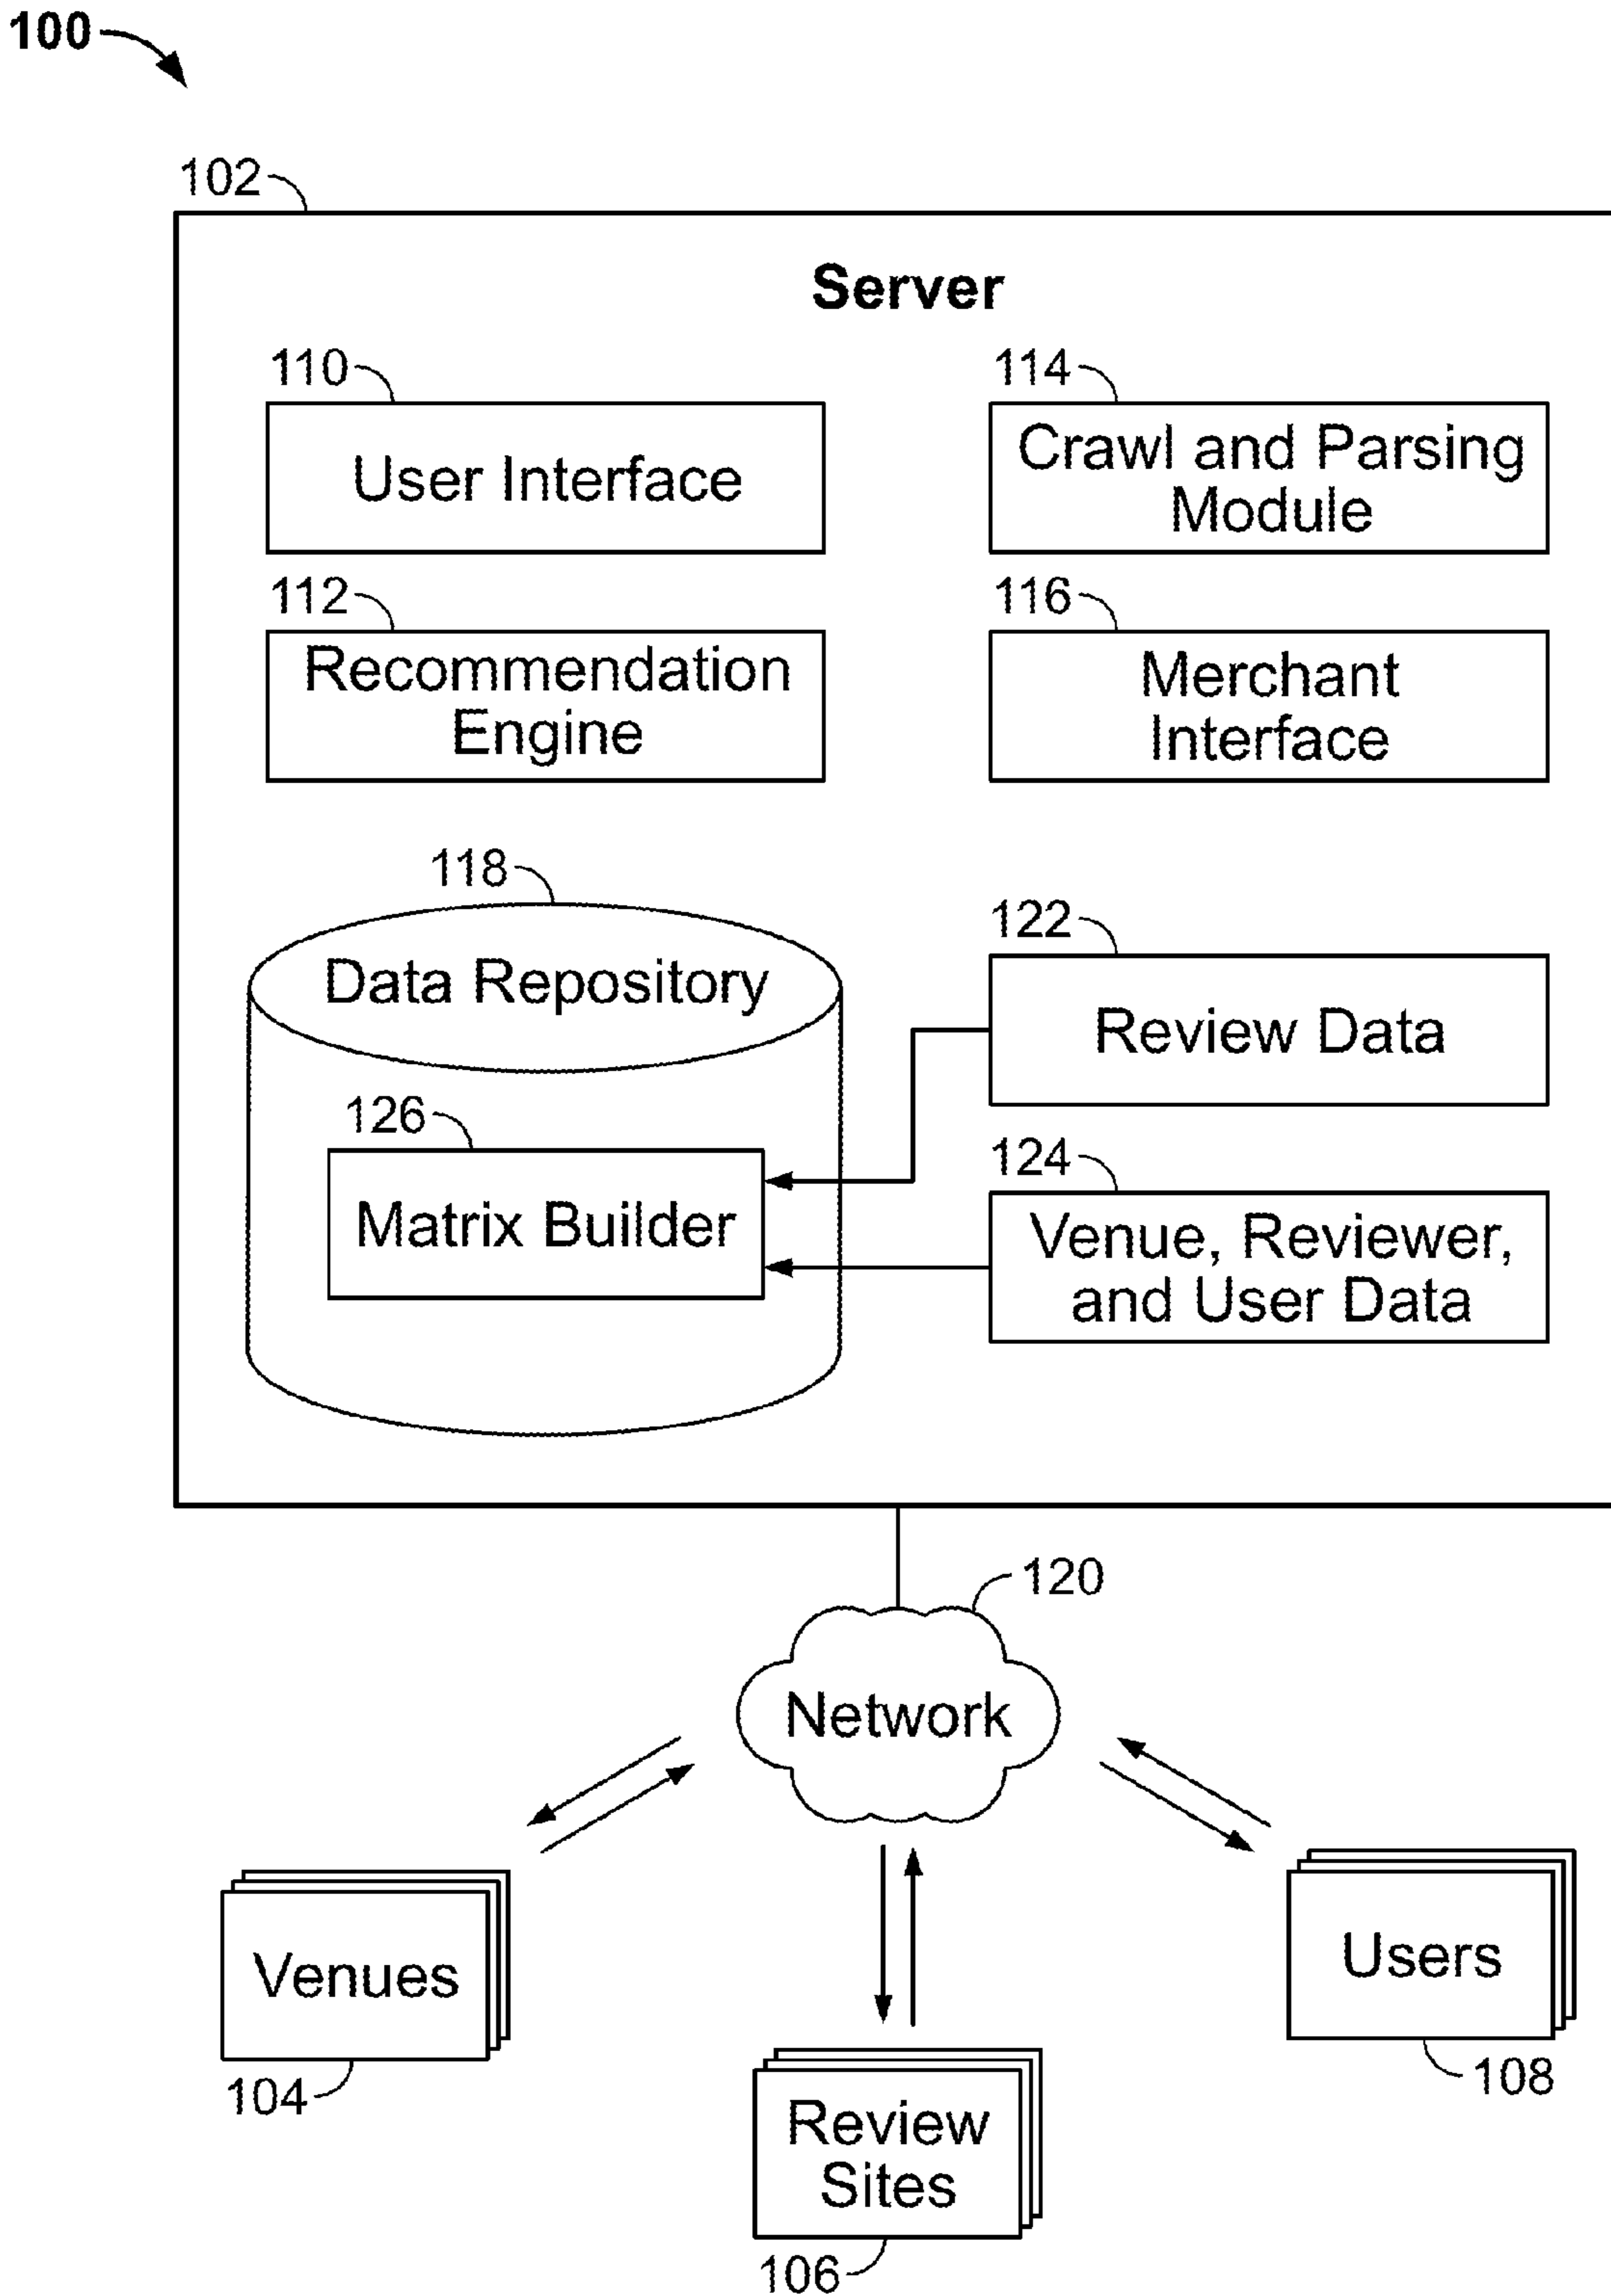 100
102
Server
110
User Interface
114
Crawl and Parsing
Module
112
Recommendation
Engine
116
Merchant
Interface
118
Data Repository
122
Review Data
126
Matrix Builder
124
Venue, Reviewer,
and User Data
120
Network
Venues
104
Review
Sites
106
Users
108